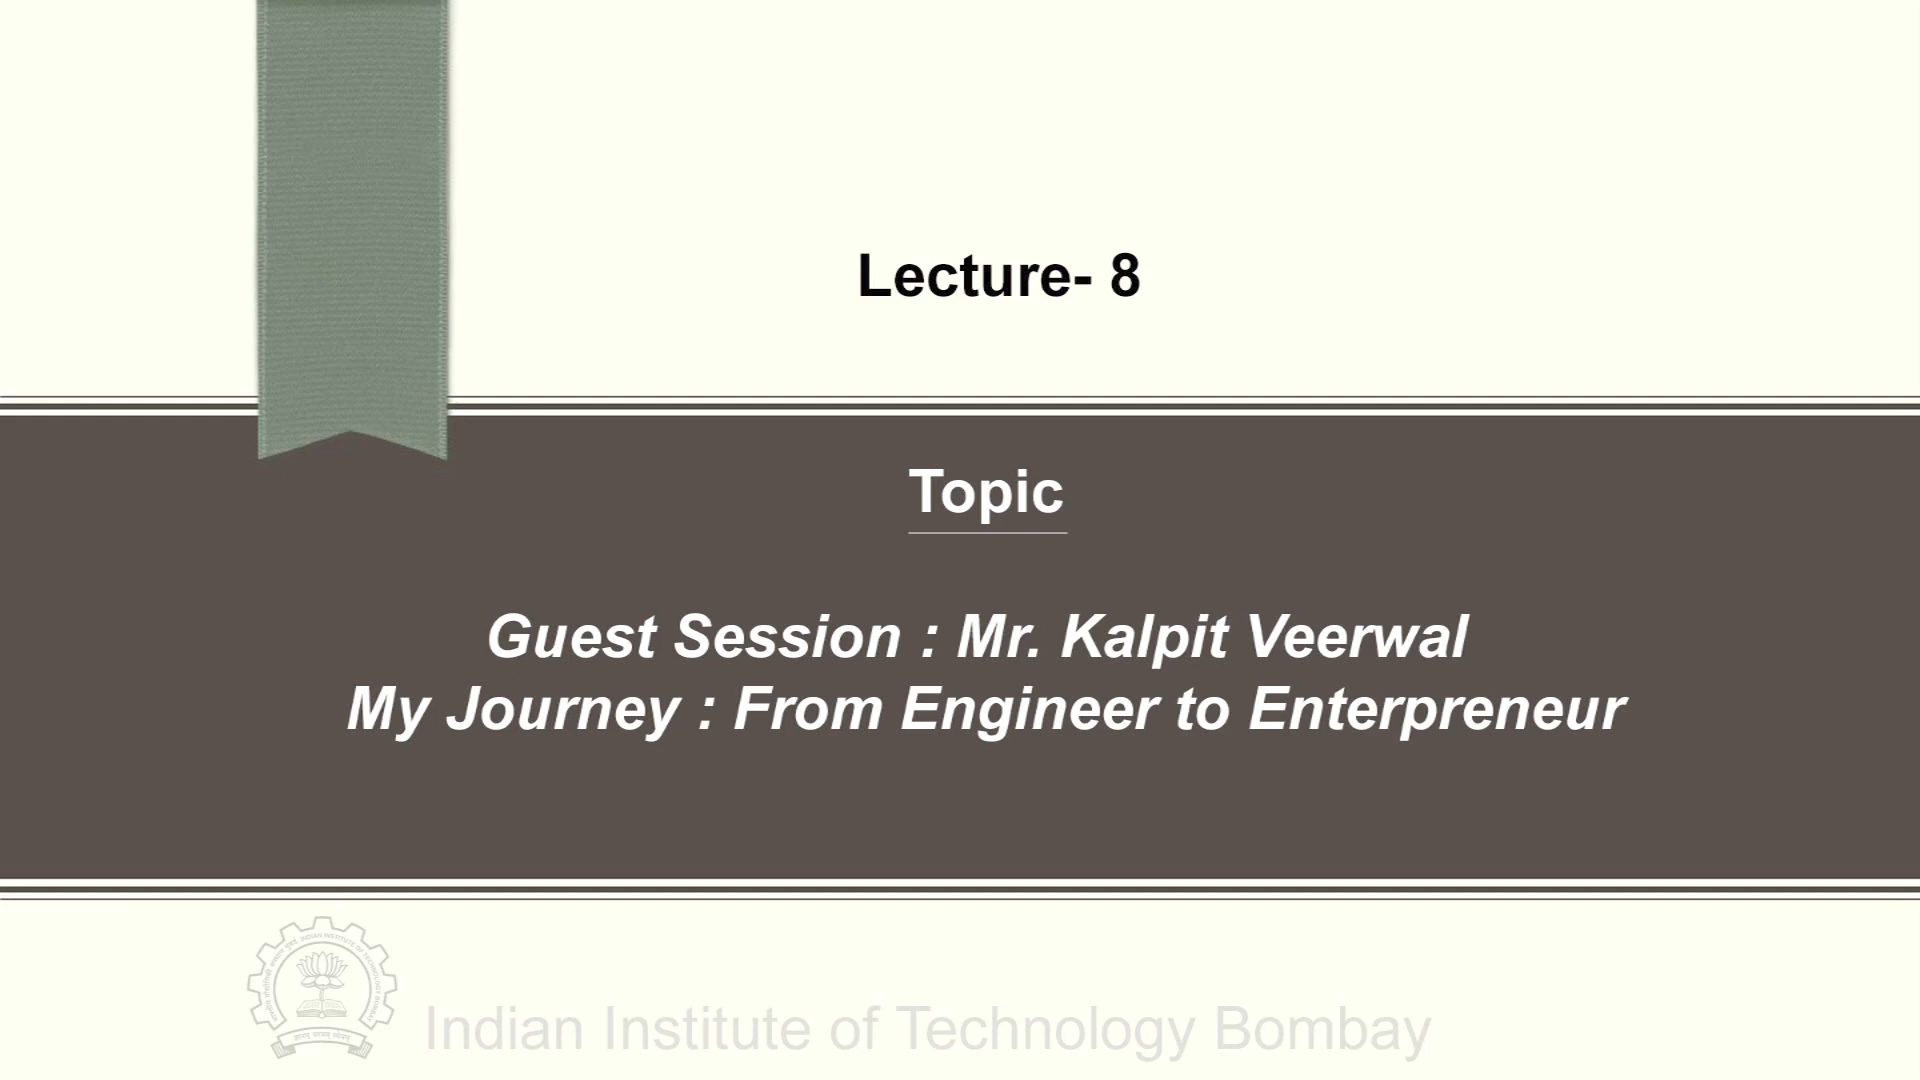 Lecture- 8
Topic
Guest Session : Mr. Kalpit Veerwal
My Journey : From Engineer to Enterpreneur
Indian Institute of Technology Bombay